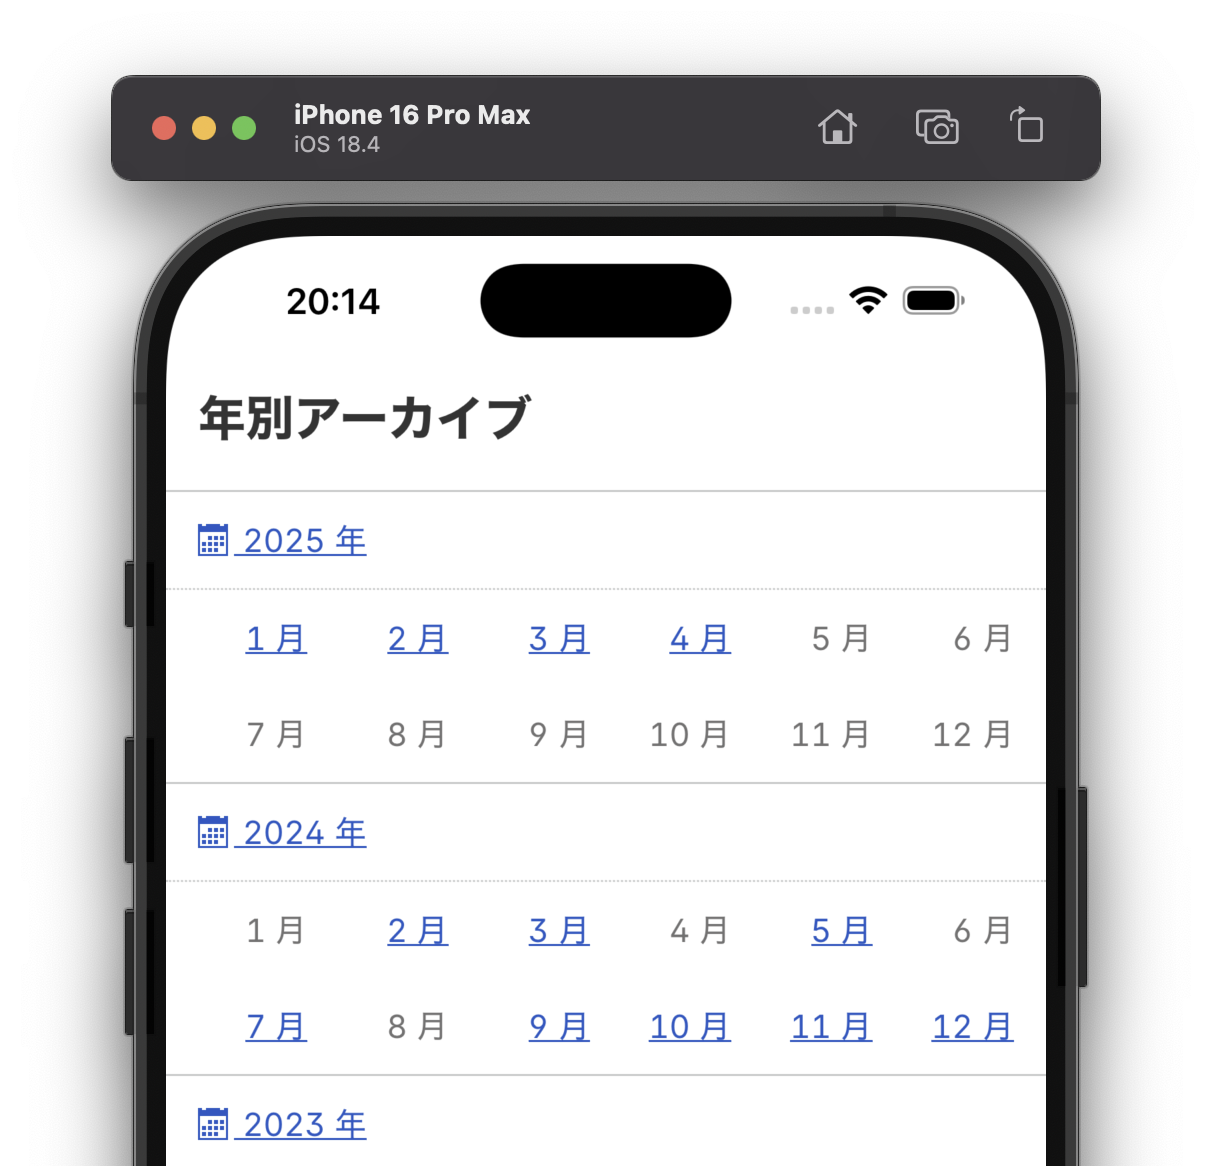 iPhone 16 Pro Max
iOS 18.4
20:14
年別アーカイブ
2025 年
1 月 2 月 3 月 4 月 5 月 6 月
7 月 8 月 9 月 10 月 11 月 12 月
2024 年
1 月 2 月 3 月 4 月 5 月 6 月
7 月 8 月 9 月 10 月 11 月 12 月
2023 年